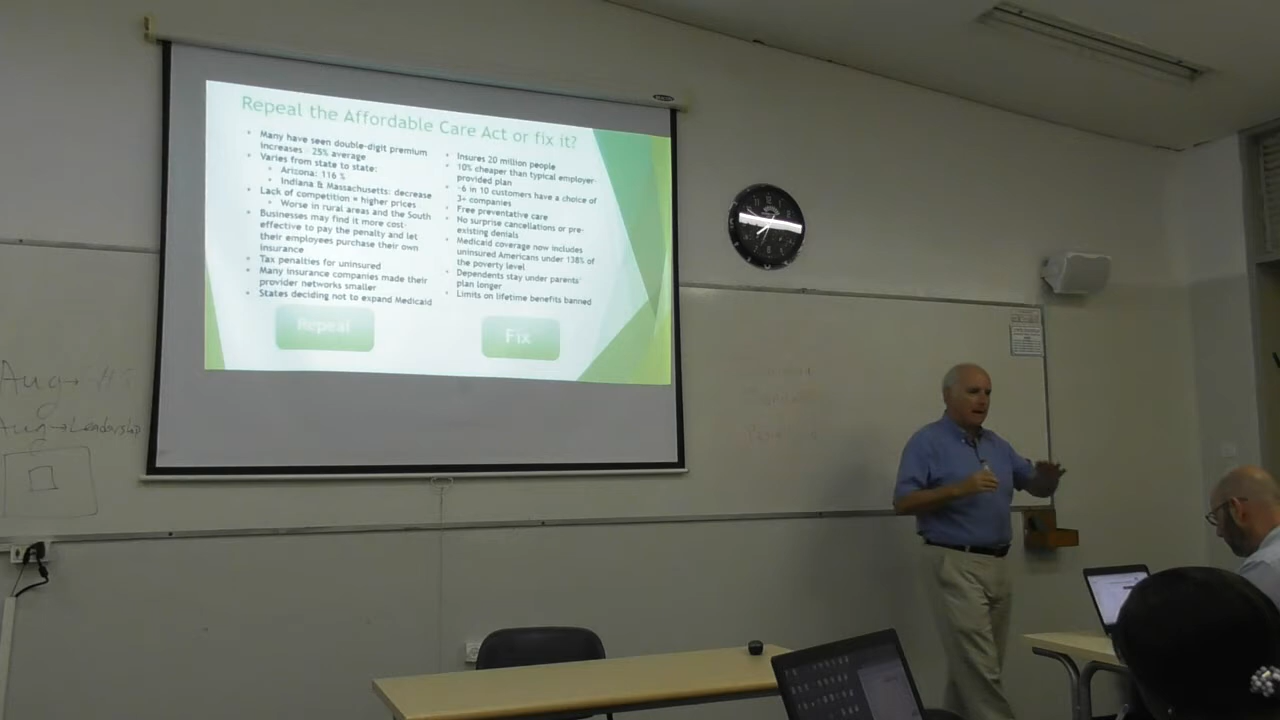 Repeal the Affordable Care Act or fix it?
• Many have seen double-digit premium
increases 25% average
• Varies from state to state:
• Arizona: 116 %
• Indiana & Massachusetts: decrease
• Lack of competition = higher prices
• Worse in rural areas and the South
• Businesses may find it more cost
effective to pay the penalty and let
their employees purchase their own
insurance
• Tax penalties for uninsured
• Many insurance companies made their
provider networks smaller
• States deciding not to expand Medicaid
Repeal
• Insures 20 million people
• 10% cheaper than typical employer-
provided plan
• ~6 in 10 customers have a choice of
3+ companies
• Free preventative care
• No surprise cancellations or pre-
existing denials
• Medicaid coverage now includes
uninsured Americans under 138% of
the poverty level
• Dependents stay under parents'
plan longer
• Limits on lifetime benefits banned
Fix
Aug→
Aug→Leadership